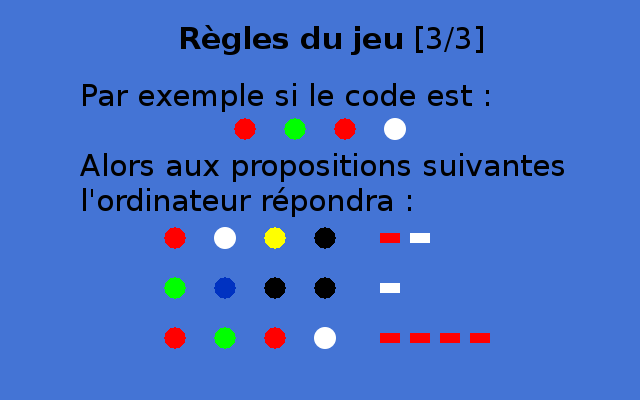 Règles du jeu [3/3]
Par exemple si le code est :
Alors aux propositions suivantes
l'ordinateur répondra :